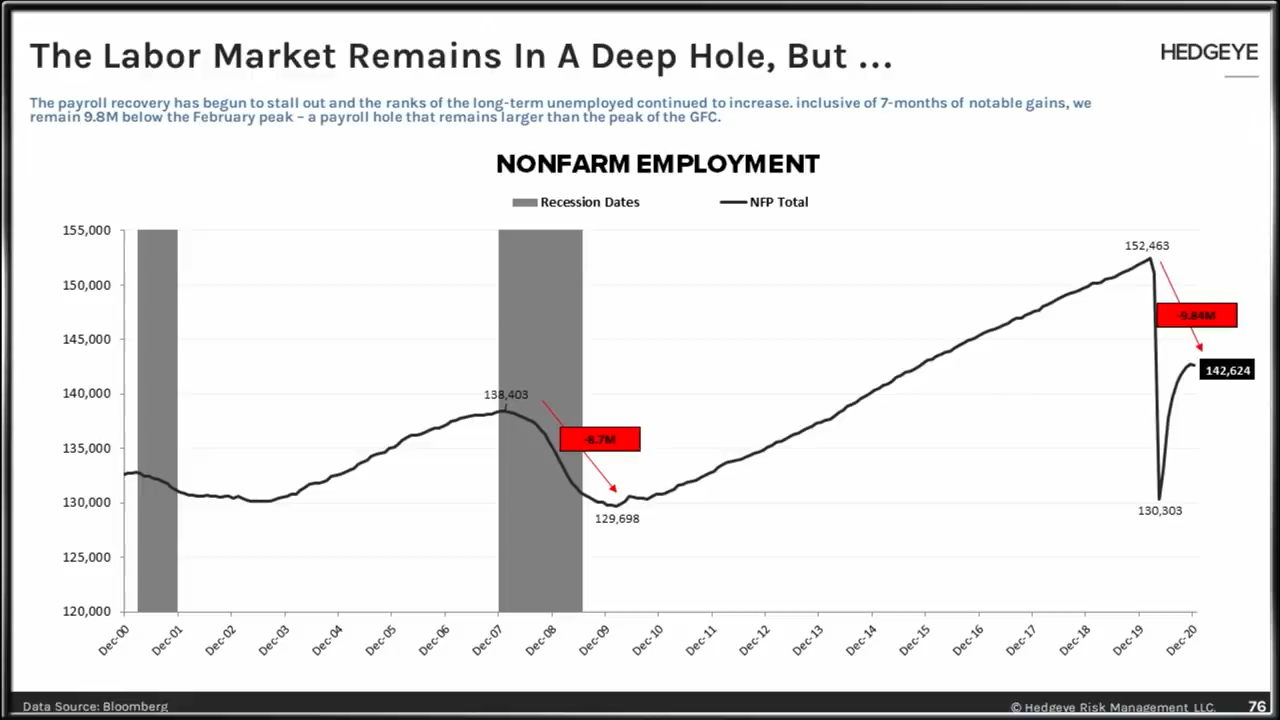 The Labor Market Remains In A Deep Hole, But ...
HEDGEYE
The payroll recovery has begun to stall out and the ranks of the long-term unemployed continued to increase. inclusive of 7-months of notable gains, we
remain 9.8M below the February peak – a payroll hole that remains larger than the peak of the GFC.
NONFARM EMPLOYMENT
Recession Dates
NFP Total
155,000
150,000
145,000
140,000
135,000
130,000
125,000
120,000
152,463
-9.84M
142,624
138,403
-8.7M
129,698
130,303
Dec-00
Dec-01
Dec-02
Dec-03
Dec-04
Dec-05
Dec-06
Dec-07
Dec-08
Dec-09
Dec-10
Dec-11
Dec-12
Dec-13
Dec-14
Dec-15
Dec-16
Dec-17
Dec-18
Dec-19
Dec-20
Data Source: Bloomberg
© Hedgeye Risk Management LLC.
76